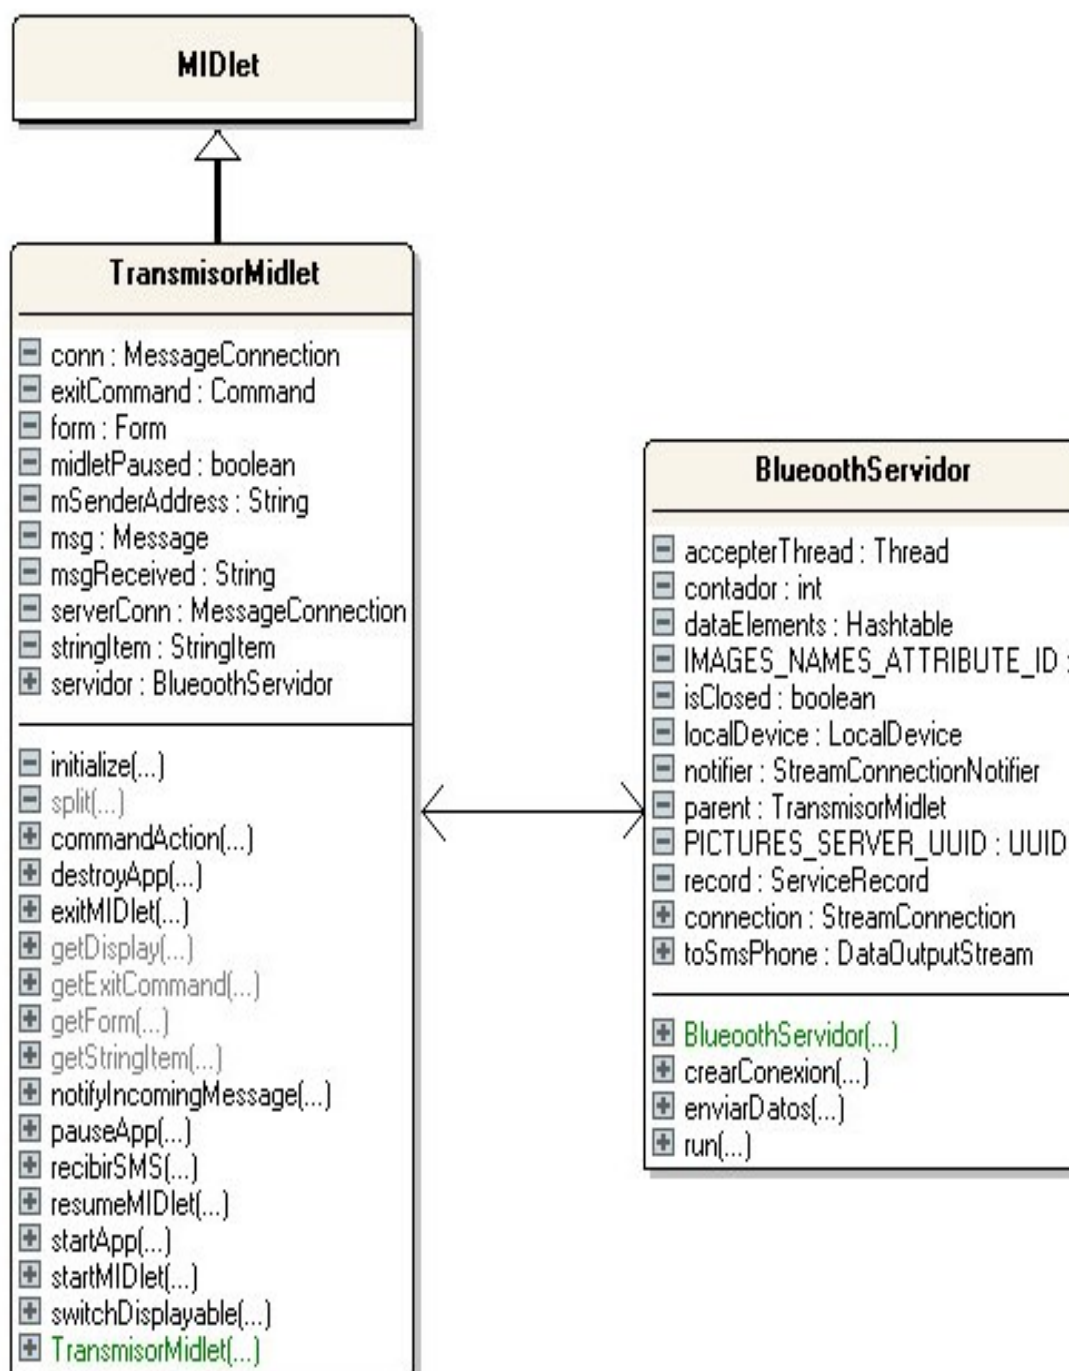 MIDlet
TransmisorMidlet
conn : MessageConnection
exitCommand : Command
form : Form
midletPaused : boolean
mSenderAddress : String
msg : Message
msgReceived : String
serverConn : MessageConnection
stringItem : StringItem
servidor : BlueoothServidor
initialize(...)
split(...)
commandAction(...)
destroyApp(...)
exitMIDlet(...)
getDisplay(...)
getExitCommand(...)
getForm(...)
getStringItem(...)
notifyIncomingMessage(...)
pauseApp(...)
recibirSMS(...)
resumeMIDlet(...)
startApp(...)
startMIDlet(...)
switchDisplayable(...)
TransmisorMidlet(...)
BlueoothServidor
accepterThread : Thread
contador : int
dataElements : Hashtable
IMAGES_NAMES_ATTRIBUTE_ID :
isClosed : boolean
localDevice : LocalDevice
notifier : StreamConnectionNotifier
parent : TransmisorMidlet
PICTURES_SERVER_UUID : UUID
record : ServiceRecord
connection : StreamConnection
toSmsPhone : DataOutputStream
BlueoothServidor(...)
crearConexion(...)
enviarDatos(...)
run(...)